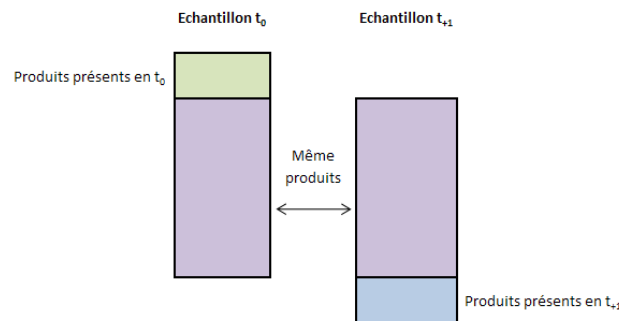 Echantillon t₀
Echantillon t₊₁
Produits présents en t₀
Même
produits
Produits présents en t₊₁